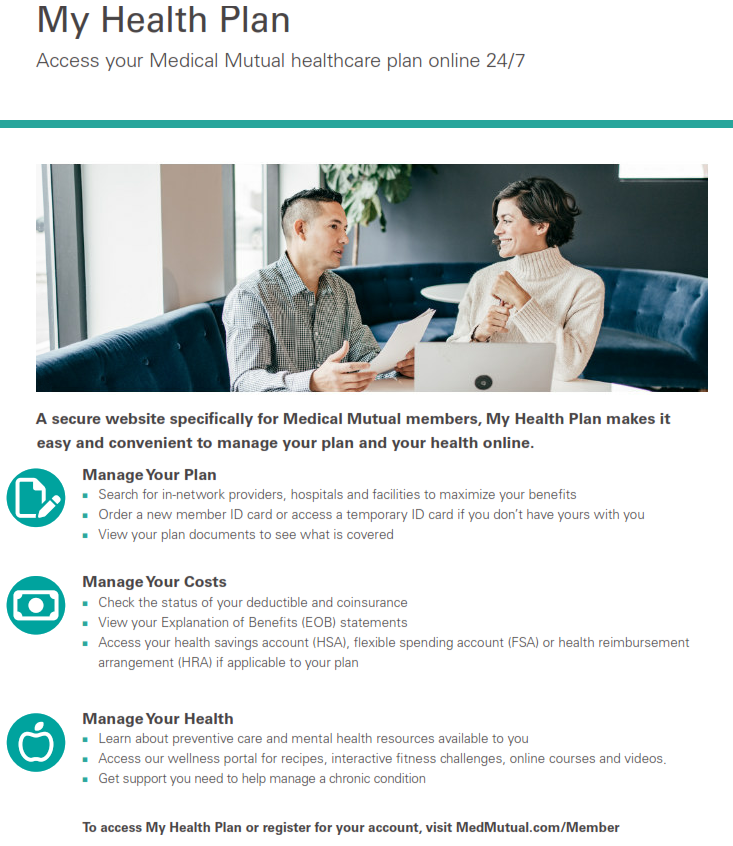 My Health Plan
Access your Medical Mutual healthcare plan online 24/7
A secure website specifically for Medical Mutual members, My Health Plan makes it
easy and convenient to manage your plan and your health online.
Manage Your Plan
Search for in-network providers, hospitals and facilities to maximize your benefits
Order a new member ID card or access a temporary ID card if you don't have yours with you
View your plan documents to see what is covered
Manage Your Costs
Check the status of your deductible and coinsurance
View your Explanation of Benefits (EOB) statements
Access your health savings account (HSA), flexible spending account (FSA) or health reimbursement
arrangement (HRA) if applicable to your plan
Manage Your Health
Learn about preventive care and mental health resources available to you
Access our wellness portal for recipes, interactive fitness challenges, online courses and videos.
Get support you need to help manage a chronic condition
To access My Health Plan or register for your account, visit MedMutual.com/Member